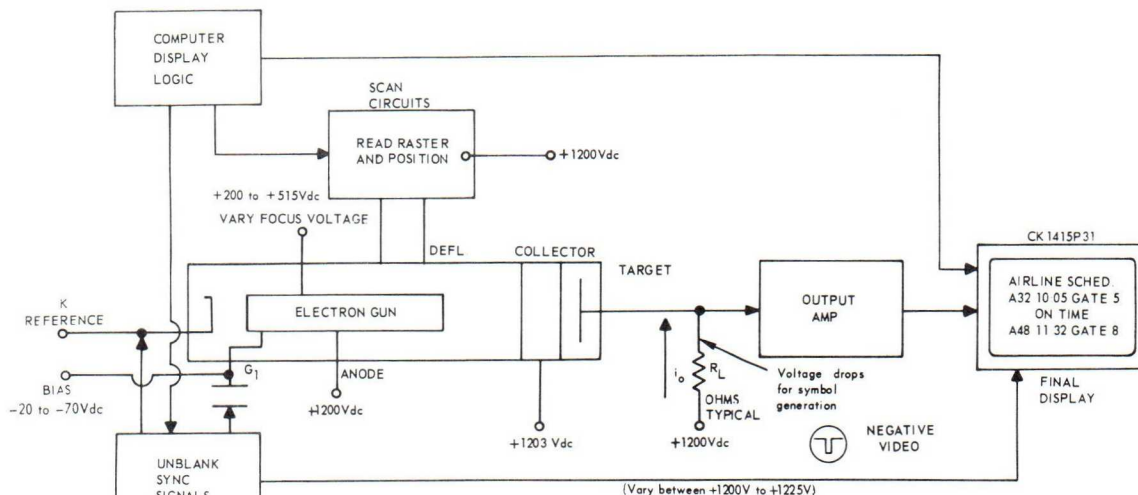 COMPUTER
DISPLAY
LOGIC
SCAN
CIRCUITS
READ RASTER
AND POSITION
+1200Vdc
+200 to +515Vdc
VARY FOCUS VOLTAGE
DEFL
COLLECTOR
TARGET
CK1415P31
AIRLINE SCHED.
A32 10 05 GATE 5
ON TIME
A48 11 32 GATE 8
OUTPUT
AMP
K
REFERENCE
ELECTRON GUN
G1
ANODE
BIAS
-20 to -70Vdc
+1200Vdc
io
RL
OHMS
TYPICAL
Voltage drops
for symbol
generation
FINAL
DISPLAY
+1203 Vdc
+1200Vdc
NEGATIVE
VIDEO
UNBLANK
SYNC
SIGNALS
(Vary between +1200V to +1225V)